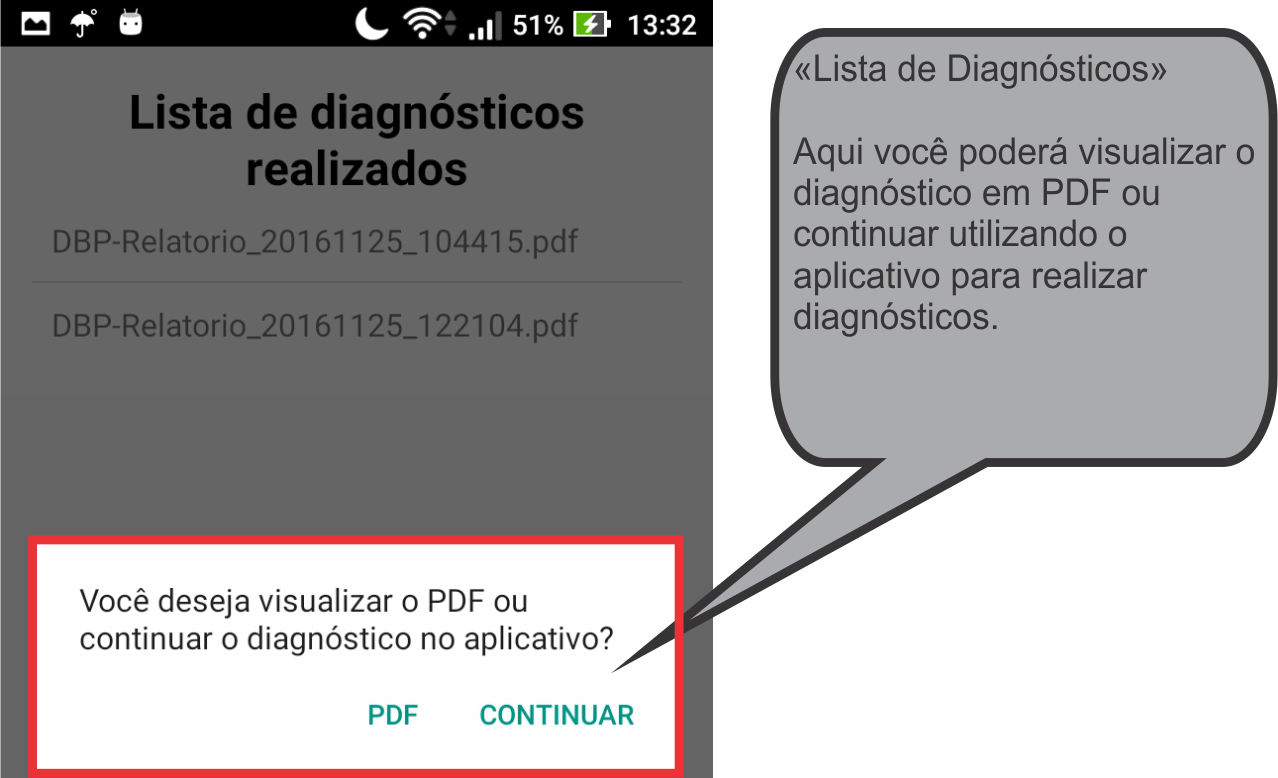 51% 13:32
Lista de diagnósticos
realizados
DBP-Relatorio_20161125_104415.pdf
DBP-Relatorio_20161125_122104.pdf
Você deseja visualizar o PDF ou
continuar o diagnóstico no aplicativo?
PDF CONTINUAR
«Lista de Diagnósticos»
Aqui você poderá visualizar o
diagnóstico em PDF ou
continuar utilizando o
aplicativo para realizar
diagnósticos.